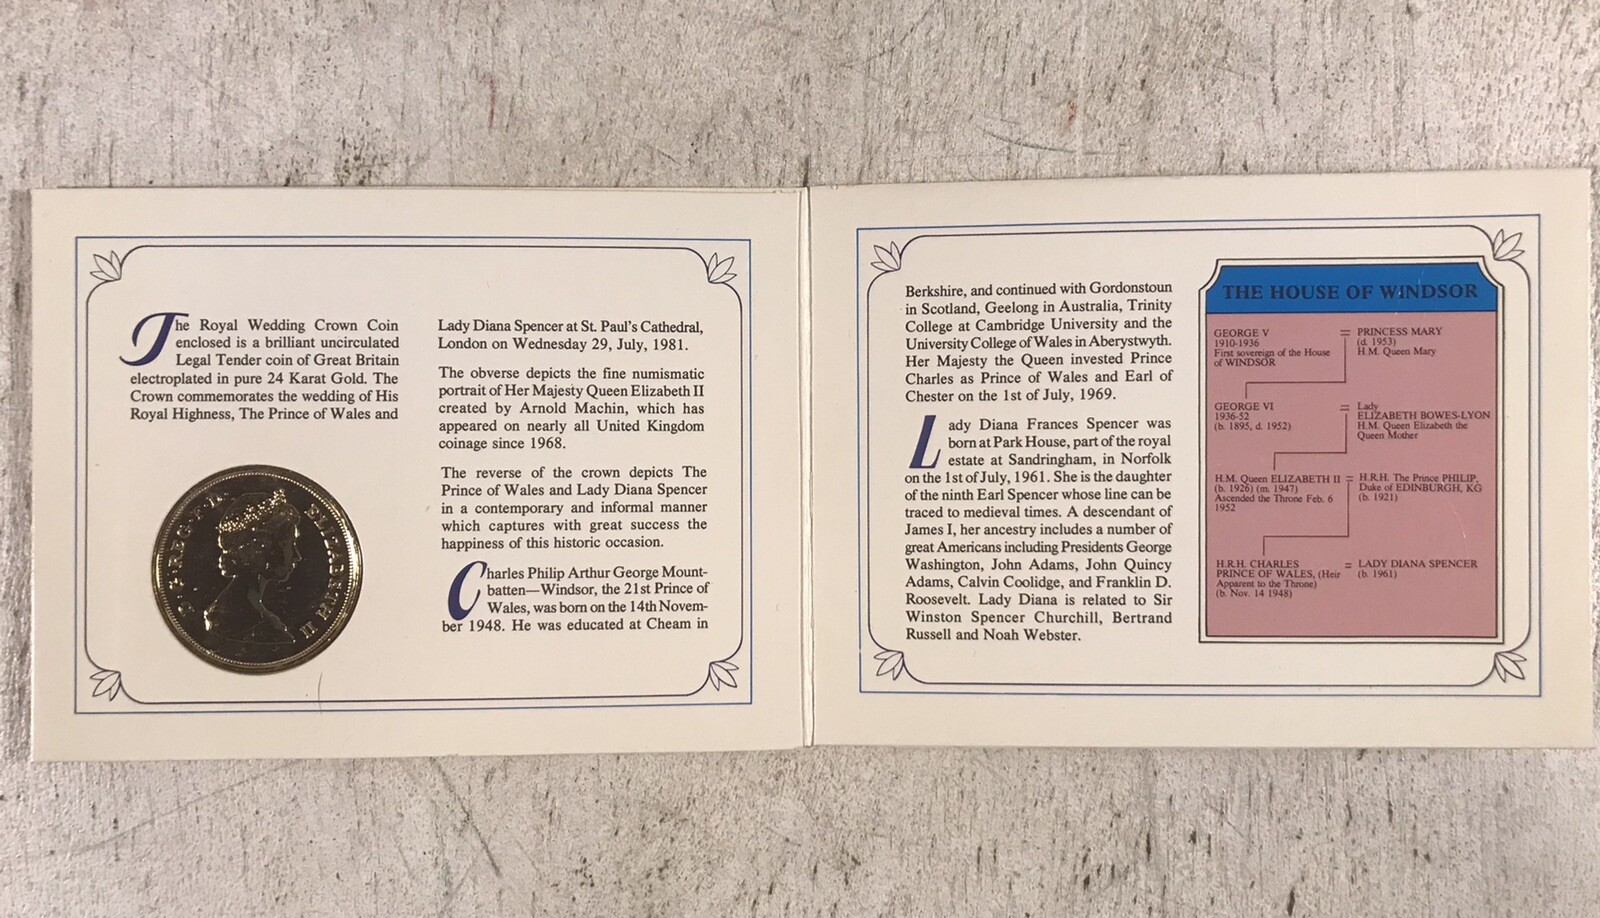 The Royal Wedding Crown Coin
enclosed is a brilliant uncirculated
Legal Tender coin of Great Britain
electroplated in pure 24 Karat Gold. The
Crown commemorates the wedding of His
Royal Highness, The Prince of Wales and
D·G·REG·F·D· ELIZABETH II
Lady Diana Spencer at St. Paul's Cathedral,
London on Wednesday 29, July, 1981.
The obverse depicts the fine numismatic
portrait of Her Majesty Queen Elizabeth II
created by Arnold Machin, which has
appeared on nearly all United Kingdom
coinage since 1968.
The reverse of the crown depicts The
Prince of Wales and Lady Diana Spencer
in a contemporary and informal manner
which captures with great success the
happiness of this historic occasion.
Charles Philip Arthur George Mount-
batten—Windsor, the 21st Prince of
Wales, was born on the 14th Novem-
ber 1948. He was educated at Cheam in
Berkshire, and continued with Gordonstoun
in Scotland, Geelong in Australia, Trinity
College at Cambridge University and the
University College of Wales in Aberystwyth.
Her Majesty the Queen invested Prince
Charles as Prince of Wales and Earl of
Chester on the 1st of July, 1969.
Lady Diana Frances Spencer was
born at Park House, part of the royal
estate at Sandringham, in Norfolk
on the 1st of July, 1961. She is the daughter
of the ninth Earl Spencer whose line can be
traced to medieval times. A descendant of
James I, her ancestry includes a number of
great Americans including Presidents George
Washington, John Adams, John Quincy
Adams, Calvin Coolidge, and Franklin D.
Roosevelt. Lady Diana is related to Sir
Winston Spencer Churchill, Bertrand
Russell and Noah Webster.
THE HOUSE OF WINDSOR
GEORGE V
1910-1936
First sovereign of the House
of WINDSOR
= PRINCESS MARY
(d. 1953)
H.M. Queen Mary
GEORGE VI
1936-52
(b. 1895, d. 1952)
= Lady
ELIZABETH BOWES-LYON
H.M. Queen Elizabeth the
Queen Mother
H.M. Queen ELIZABETH II
(b. 1926) (m. 1947)
Ascended the Throne Feb. 6
1952
= H.R.H. The Prince PHILIP,
Duke of EDINBURGH, KG
(b. 1921)
H.R.H. CHARLES
PRINCE OF WALES, (Heir
Apparent to the Throne)
(b. Nov. 14 1948)
= LADY DIANA SPENCER
(b. 1961)